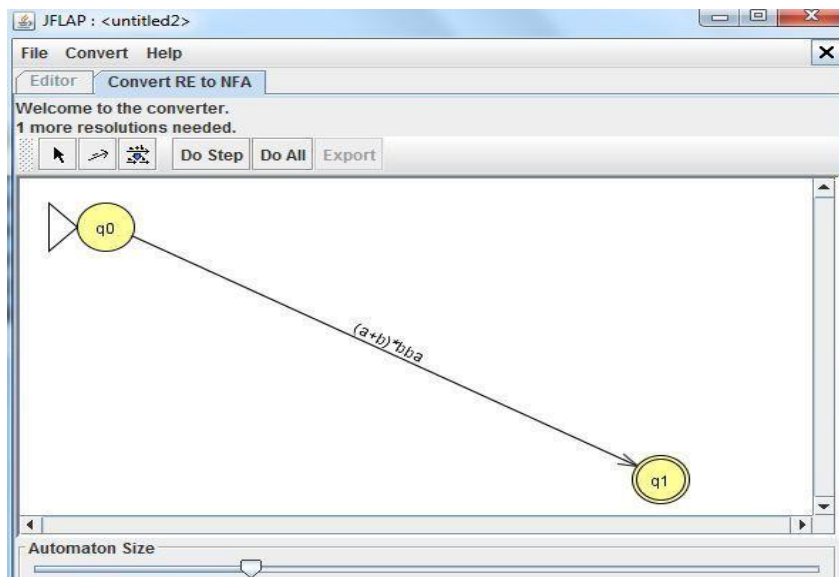 JFLAP : <untitled2>
File Convert Help
Editor Convert RE to NFA
Welcome to the converter.
1 more resolutions needed.
Do Step Do All Export
q0
(a+b)*bba
q1
Automaton Size